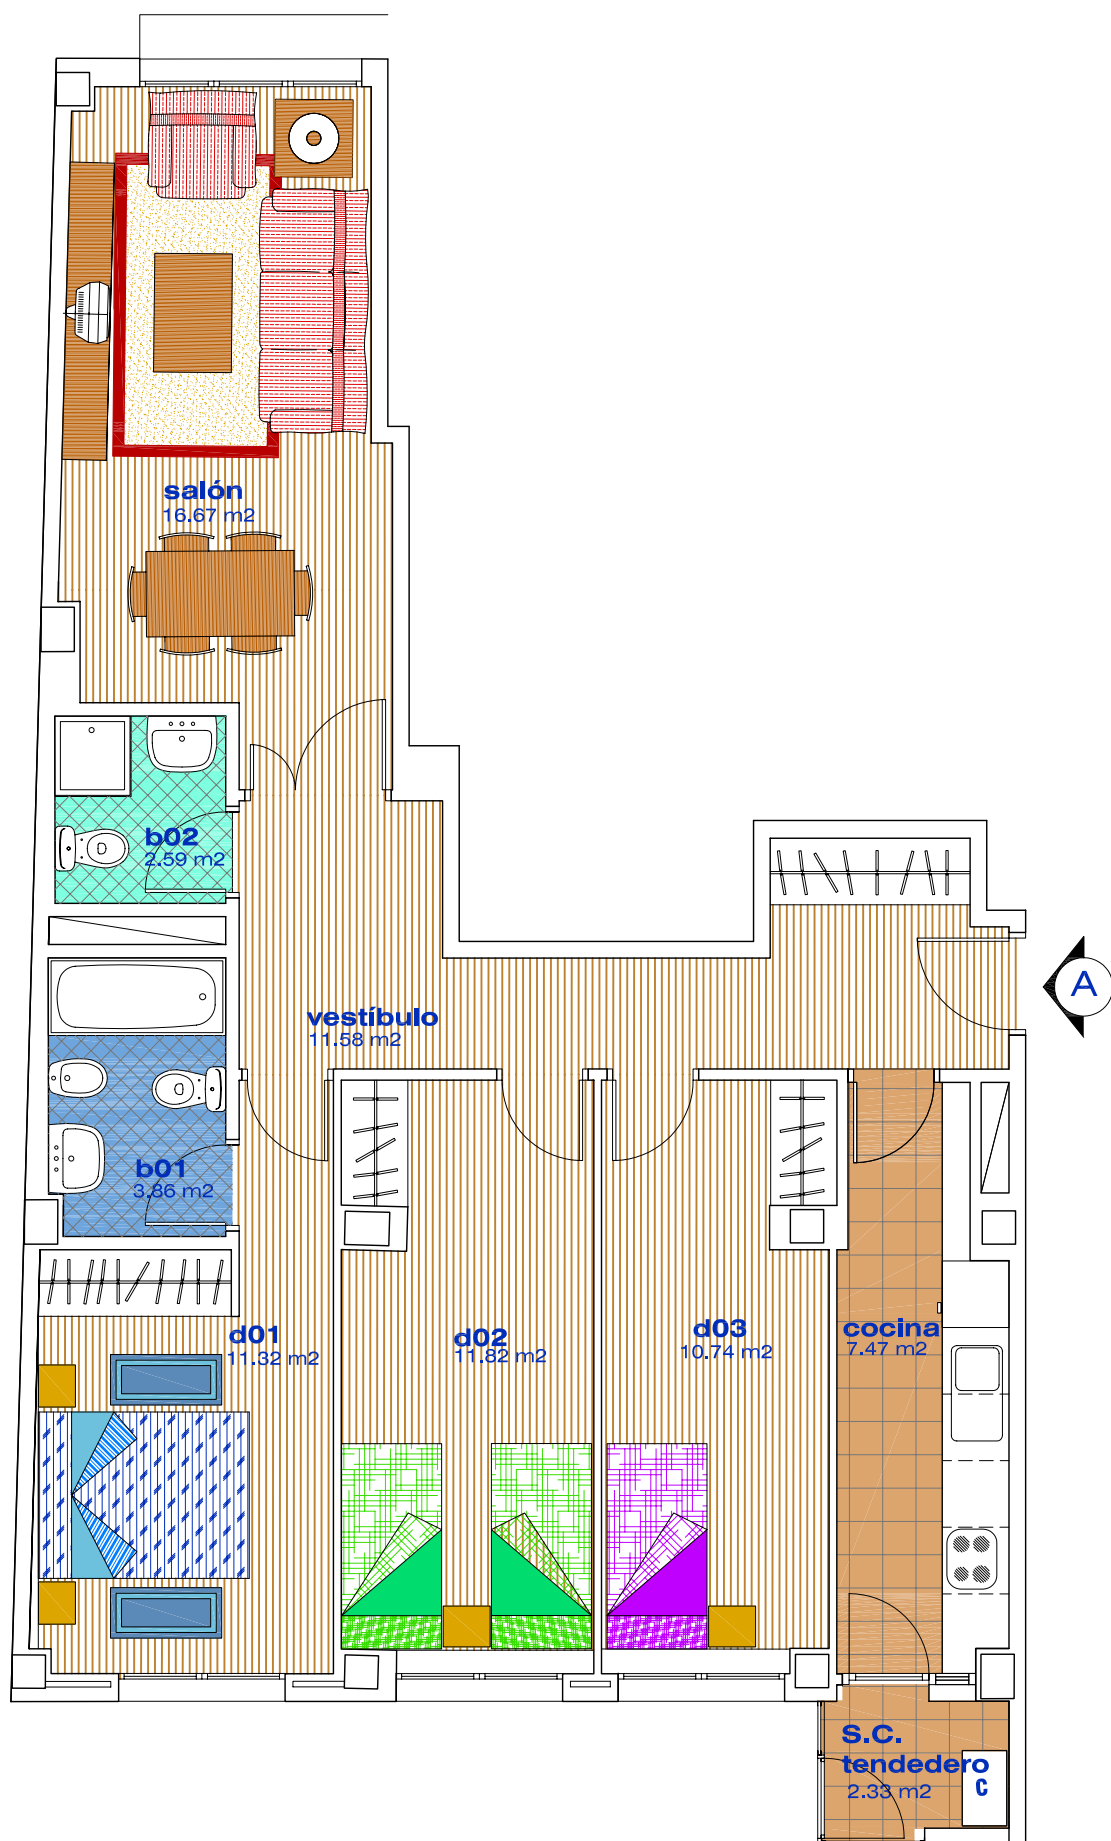 salón
16.67 m2
b02
2.59 m2
A
vestíbulo
11.58 m2
b01
3.86 m2
d01
11.32 m2
d02
11.82 m2
d03
10.74 m2
cocina
7.47 m2
S.C.
tendedero
2.33 m2
C